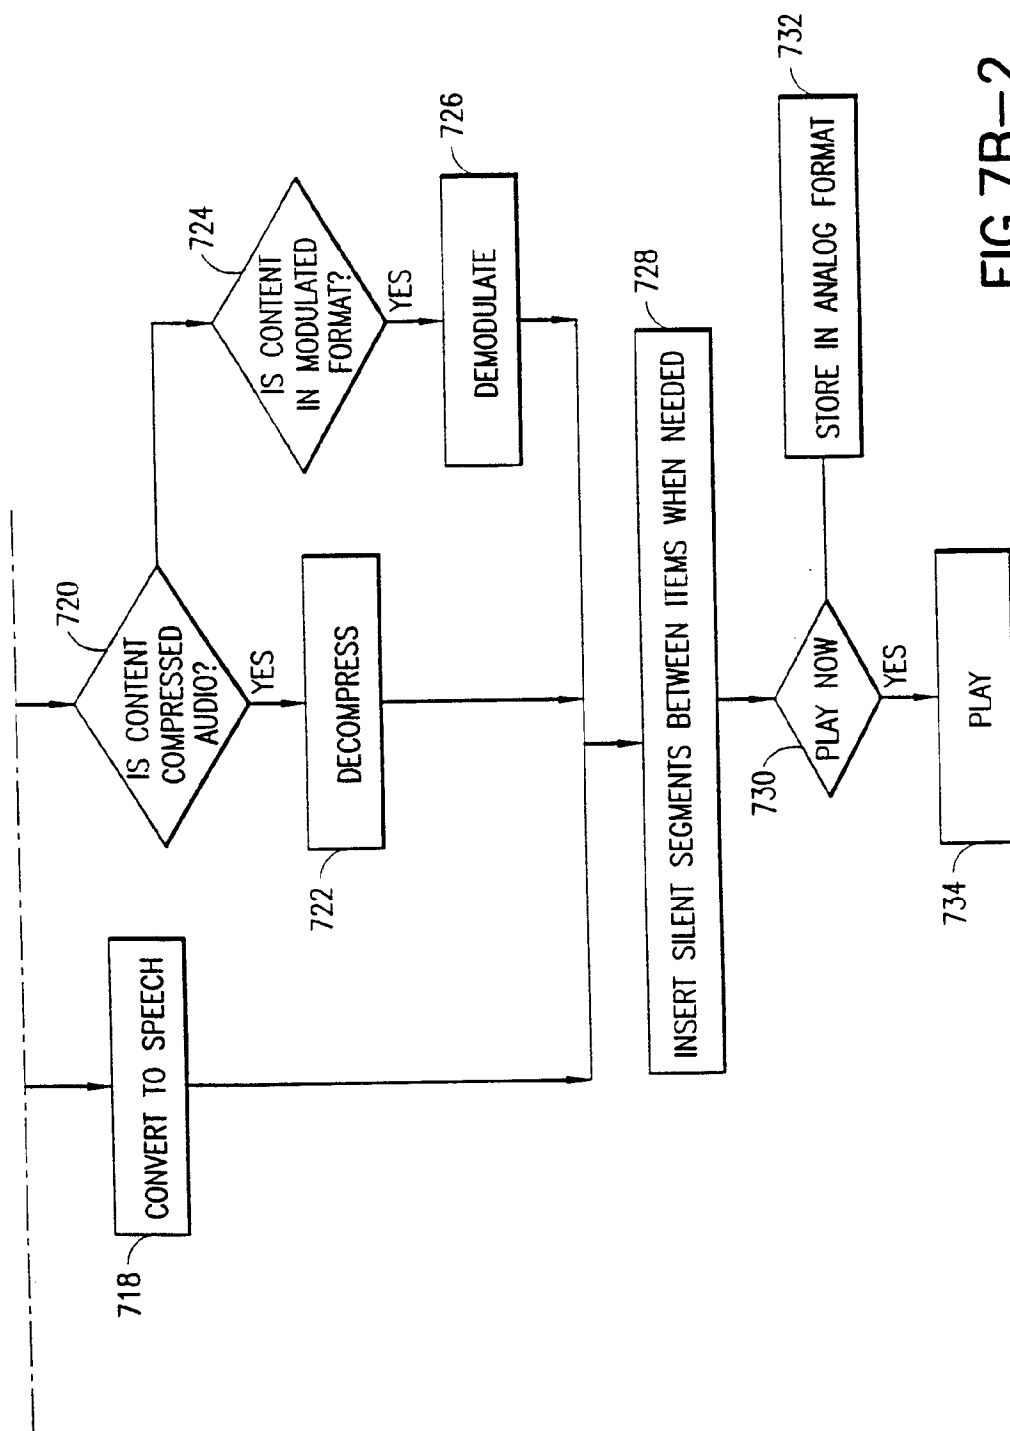 718
CONVERT TO SPEECH
720
IS CONTENT
COMPRESSED
AUDIO?
YES
722
DECOMPRESS
724
IS CONTENT
IN MODULATED
FORMAT?
YES
726
DEMODULATE
728
INSERT SILENT SEGMENTS BETWEEN ITEMS WHEN NEEDED
730
PLAY NOW
YES
732
STORE IN ANALOG FORMAT
734
PLAY
FIG.7B-2